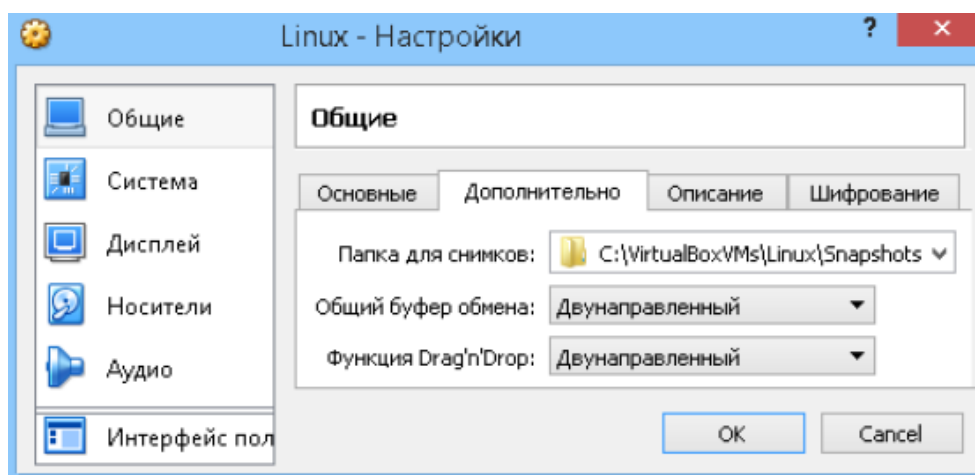 Linux - Настройки ?
Общие
Система
Дисплей
Носители
Аудио
Интерфейс пол
Общие
Основные Дополнительно Описание Шифрование
Папка для снимков: C:\VirtualBoxVMs\Linux\Snapshots
Общий буфер обмена: Двунаправленный
Функция Drag'n'Drop: Двунаправленный
OK Cancel